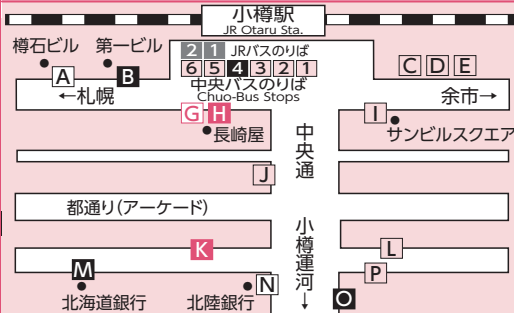 小樽駅
JR Otaru Sta.
樽石ビル 第一ビル
2 1 JRバスのりば
6 5 4 3 2 1
中央バスのりば
Chuo-Bus Stops
A B C D E
←札幌 余市→
G H I
長崎屋 サンビルスクエア
中央通
J
都通り(アーケード)
小樽運河→
K L
M P
N O
北海道銀行 北陸銀行